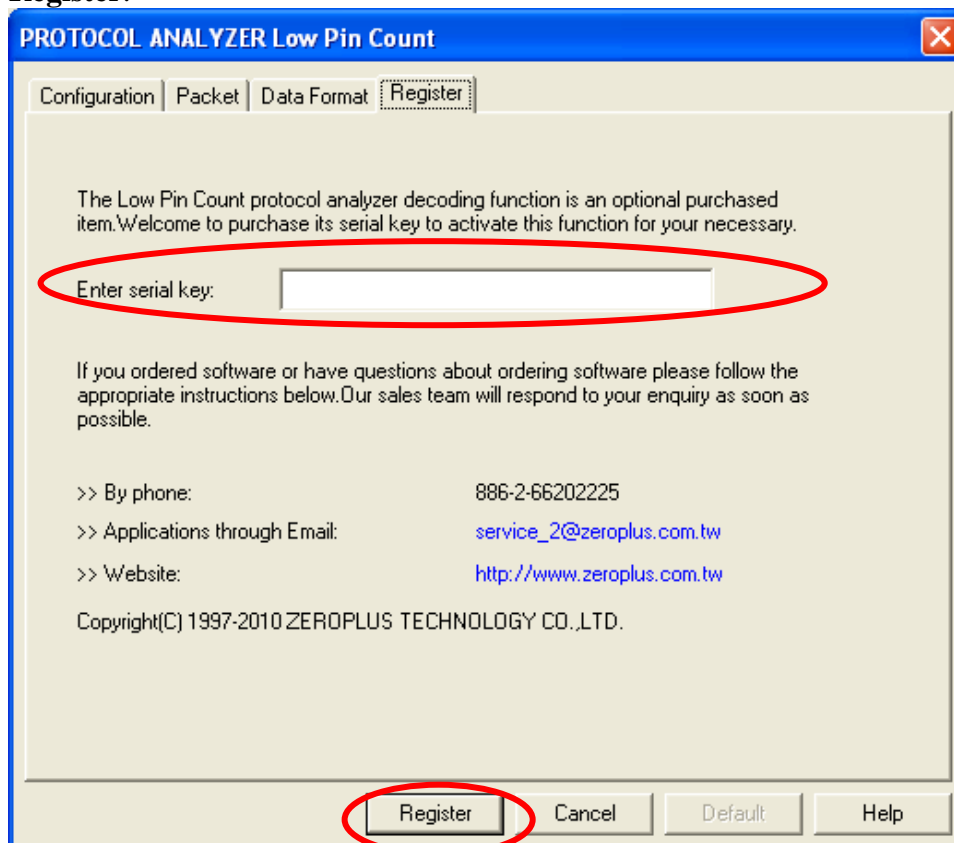 Register.
PROTOCOL ANALYZER Low Pin Count
Configuration Packet Data Format Register
The Low Pin Count protocol analyzer decoding function is an optional purchased
item.Welcome to purchase its serial key to activate this function for your necessary.
Enter serial key:
If you ordered software or have questions about ordering software please follow the
appropriate instructions below.Our sales team will respond to your enquiry as soon as
possible.
>> By phone: 886-2-66202225
>> Applications through Email: service_2@zeroplus.com.tw
>> Website: http://www.zeroplus.com.tw
Copyright(C) 1997-2010 ZEROPLUS TECHNOLOGY CO.,LTD.
Register Cancel Default Help